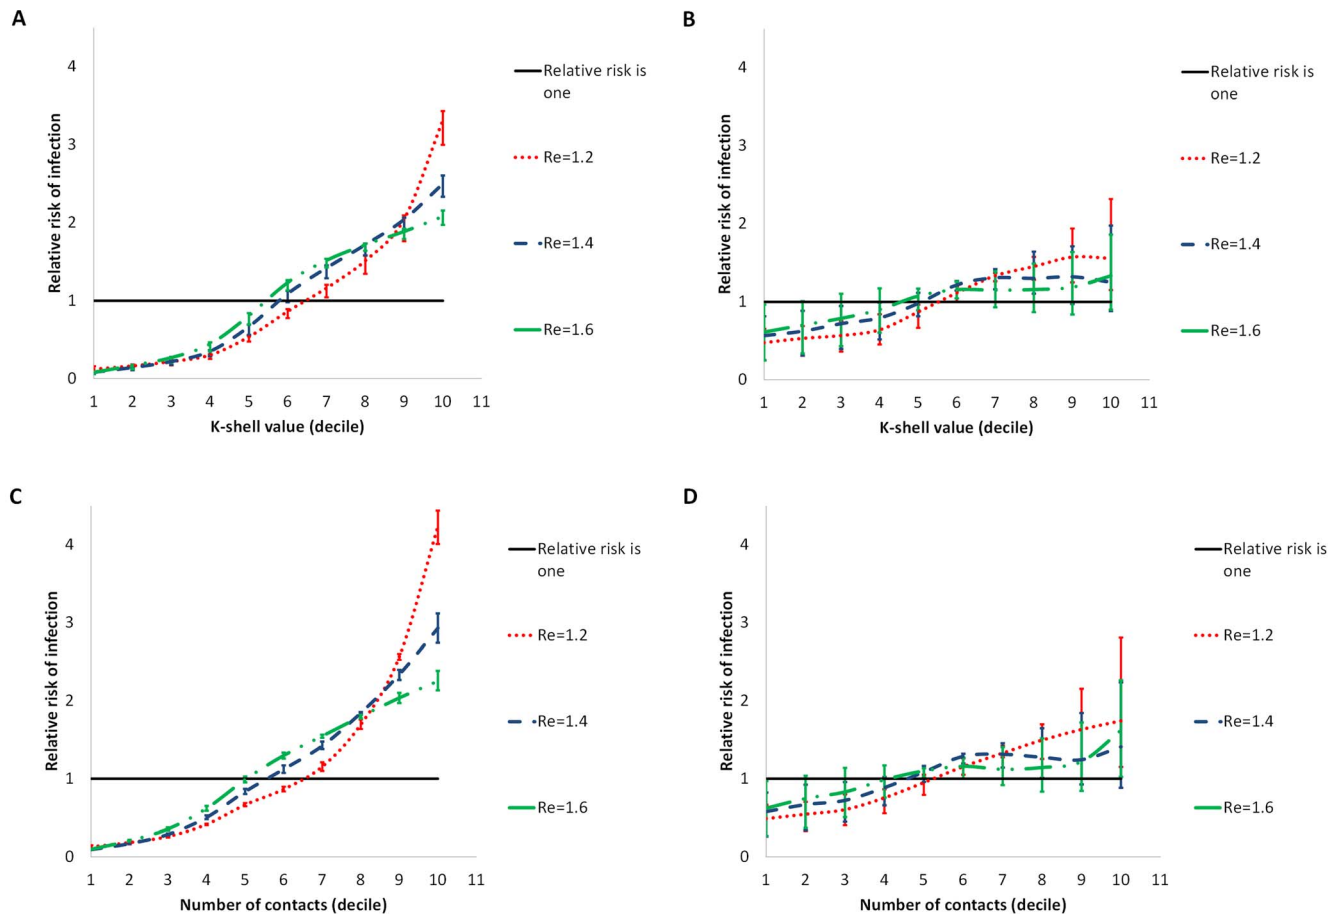 A
4
3
2
1
0
Relative risk of infection
1 2 3 4 5 6 7 8 9 10 11
K-shell value (decile)
Relative risk is
one
Re=1.2
Re=1.4
Re=1.6
B
4
3
2
1
0
Relative risk of infection
1 2 3 4 5 6 7 8 9 10 11
K-shell value (decile)
Relative risk is
one
Re=1.2
Re=1.4
Re=1.6
C
4
3
2
1
0
Relative risk of infection
1 2 3 4 5 6 7 8 9 10 11
Number of contacts (decile)
Relative risk is
one
Re=1.2
Re=1.4
Re=1.6
D
4
3
2
1
0
Relative risk of infection
1 2 3 4 5 6 7 8 9 10 11
Number of contacts (decile)
Relative risk is
one
Re=1.2
Re=1.4
Re=1.6